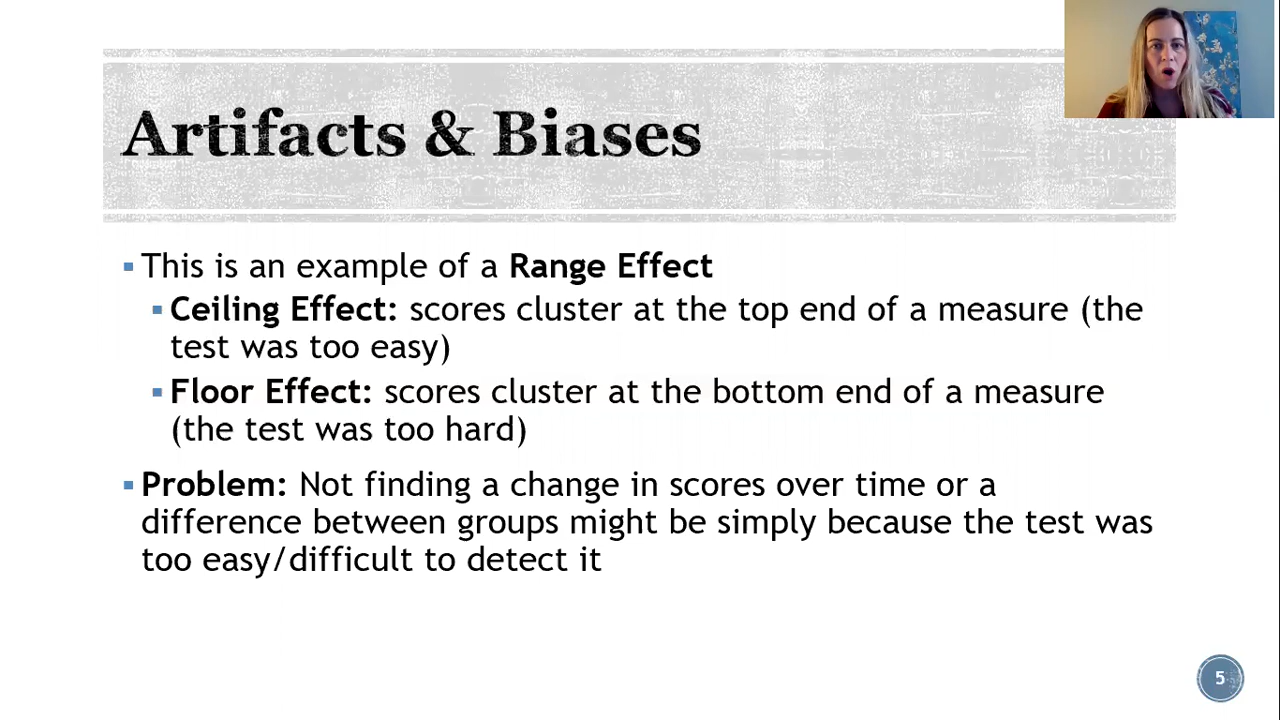 Artifacts & Biases
This is an example of a Range Effect
Ceiling Effect: scores cluster at the top end of a measure (the
test was too easy)
Floor Effect: scores cluster at the bottom end of a measure
(the test was too hard)
Problem: Not finding a change in scores over time or a
difference between groups might be simply because the test was
too easy/difficult to detect it
5